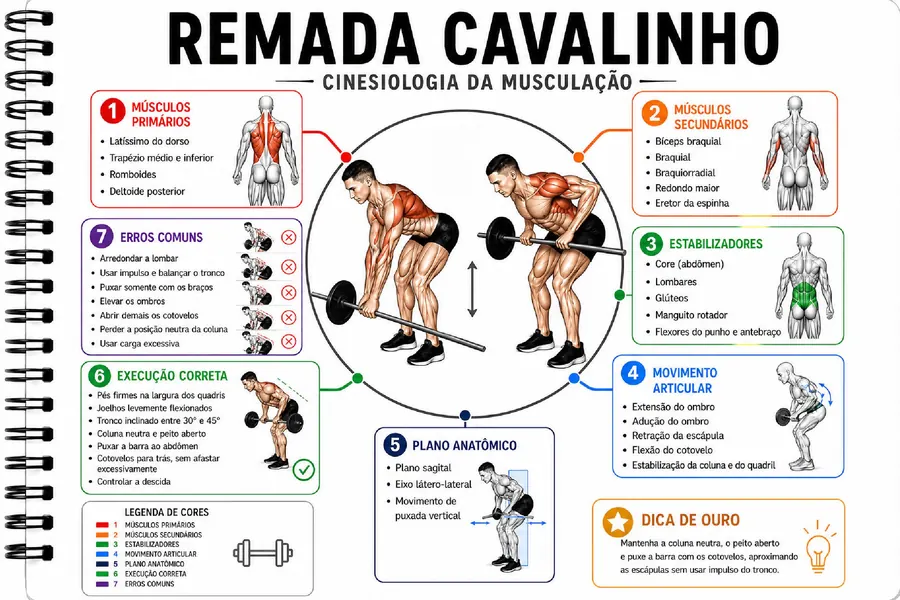 REMADA CAVALINHO
CINESIOLOGIA DA MUSCULAÇÃO
1 MÚSCULOS
PRIMÁRIOS
• Latíssimo do dorso
• Trapézio médio e inferior
• Romboides
• Deltoide posterior
2 MÚSCULOS
SECUNDÁRIOS
• Bíceps braquial
• Braquial
• Braquiorradial
• Redondo maior
• Eretor da espinha
7 ERROS COMUNS
• Arredondar a lombar
• Usar impulso e balançar o tronco
• Puxar somente com os braços
• Elevar os ombros
• Abrir demais os cotovelos
• Perder a posição neutra da coluna
• Usar carga excessiva
3 ESTABILIZADORES
• Core (abdômen)
• Lombares
• Glúteos
• Manguito rotador
• Flexores do punho e antebraço
6 EXECUÇÃO CORRETA
• Pés firmes na largura dos quadris
• Joelhos levemente flexionados
• Tronco inclinado entre 30° e 45°
• Coluna neutra e peito aberto
• Puxar a barra ao abdômen
• Cotovelos para trás, sem afastar
excessivamente
• Controlar a descida
4 MOVIMENTO
ARTICULAR
• Extensão do ombro
• Adução do ombro
• Retração da escápula
• Flexão do cotovelo
• Estabilização da coluna e do quadril
5 PLANO ANATÔMICO
• Plano sagital
• Eixo látero-lateral
• Movimento de
puxada vertical
LEGENDA DE CORES
1 MÚSCULOS PRIMÁRIOS
2 MÚSCULOS SECUNDÁRIOS
3 ESTABILIZADORES
4 MOVIMENTO ARTICULAR
5 PLANO ANATÔMICO
6 EXECUÇÃO CORRETA
7 ERROS COMUNS
DICA DE OURO
Mantenha a coluna neutra, o peito aberto
e puxe a barra com os cotovelos, aproximando
as escápulas sem usar impulso do tronco.